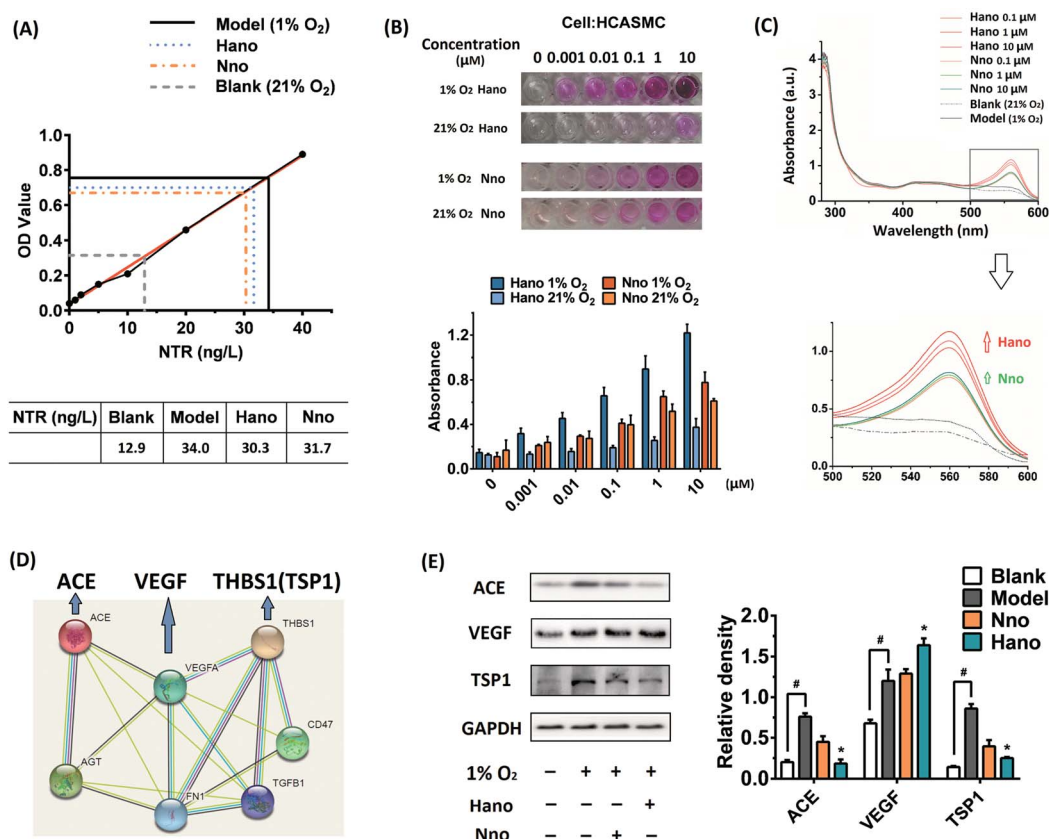 (A)
Model (1% O₂)
Hano
Nno
Blank (21% O₂)
OD Value
1.0
0.8
0.6
0.4
0.2
0.0
0 10 20 30 40
NTR (ng/L)
NTR (ng/L) Blank Model Hano Nno
12.9 34.0 30.3 31.7
(B)
Cell:HCASMC
Concentration
(μM)
0 0.001 0.01 0.1 1 10
1% O₂ Hano
21% O₂ Hano
1% O₂ Nno
21% O₂ Nno
Hano 1% O₂ Nno 1% O₂
Hano 21% O₂ Nno 21% O₂
Absorbance
1.2
0.8
0.4
0.0
0 0.001 0.01 0.1 1 10 (μM)
(C)
Hano 0.1 μM
Hano 1 μM
Hano 10 μM
Nno 0.1 μM
Nno 1 μM
Nno 10 μM
Blank (21% O₂)
Model (1% O₂)
Absorbance (a.u.)
5
4
3
2
1
0
300 400 500 600
Wavelength (nm)
1.0
0.5
0.0
Hano
Nno
500 520 540 560 580 600
(D)
ACE VEGF THBS1(TSP1)
ACE
THBS1
VEGFA
CD47
AGT
TGFB1
FN1
(E)
ACE
VEGF
TSP1
GAPDH
1% O₂ – + + +
Hano – – – +
Nno – – + –
Blank
Model
Nno
Hano
Relative density
2.0
1.5
1.0
0.5
0.0
# * # * # *
ACE VEGF TSP1